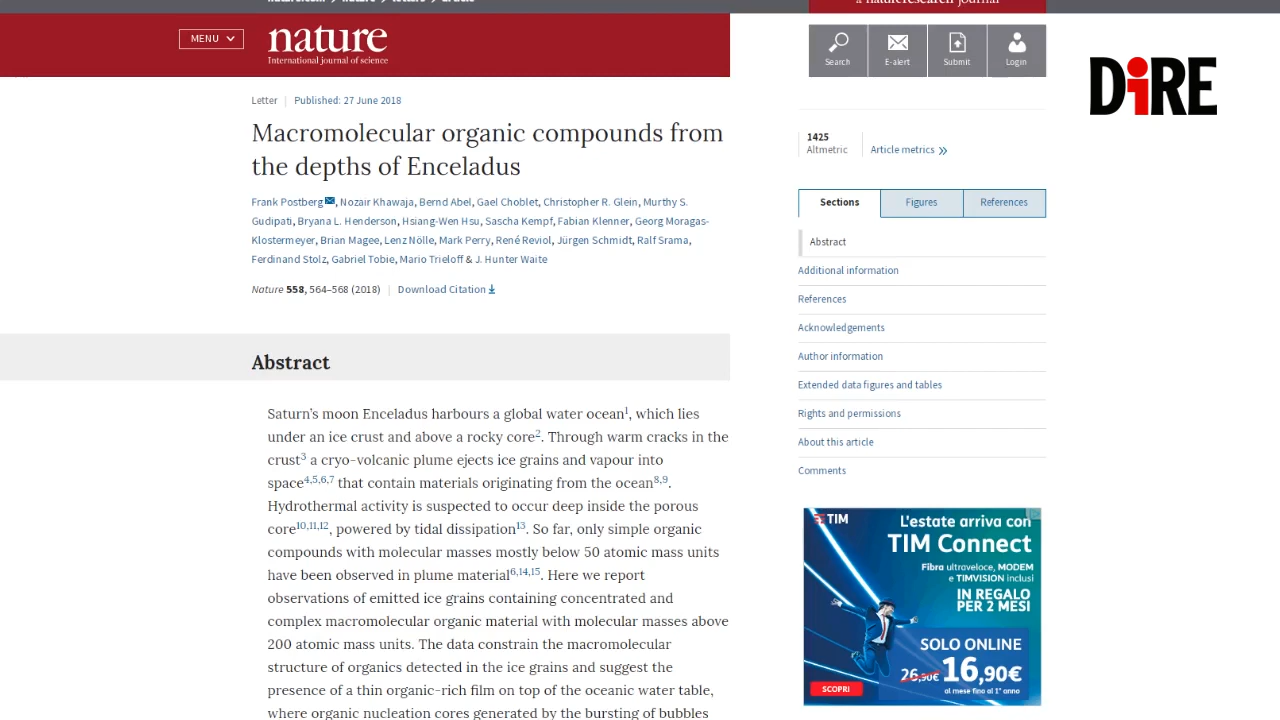 MENU
nature
International journal of science
Search
E-alert
Submit
Login
DiRE
Letter
Published: 27 June 2018
Macromolecular organic compounds from
the depths of Enceladus
Frank Postberg, Nozair Khawaja, Bernd Abel, Gael Choblet, Christopher R. Glein, Murthy S.
Gudipati, Bryana L. Henderson, Hsiang-Wen Hsu, Sascha Kempf, Fabian Klenner, Georg Moragas-
Klostermeyer, Brian Magee, Lenz Nölle, Mark Perry, René Reviol, Jürgen Schmidt, Ralf Srama,
Ferdinand Stolz, Gabriel Tobie, Mario Trieloff & J. Hunter Waite
Nature 558, 564–568 (2018)
Download Citation
Abstract
Saturn's moon Enceladus harbours a global water ocean1, which lies
under an ice crust and above a rocky core2. Through warm cracks in the
crust3 a cryo-volcanic plume ejects ice grains and vapour into
space4,5,6,7 that contain materials originating from the ocean8,9.
Hydrothermal activity is suspected to occur deep inside the porous
core10,11,12, powered by tidal dissipation13. So far, only simple organic
compounds with molecular masses mostly below 50 atomic mass units
have been observed in plume material6,14,15. Here we report
observations of emitted ice grains containing concentrated and
complex macromolecular organic material with molecular masses above
200 atomic mass units. The data constrain the macromolecular
structure of organics detected in the ice grains and suggest the
presence of a thin organic-rich film on top of the oceanic water table,
where organic nucleation cores generated by the bursting of bubbles
1425
Altmetric
Article metrics
Sections
Figures
References
Abstract
Additional information
References
Acknowledgements
Author information
Extended data figures and tables
Rights and permissions
About this article
Comments
TIM
L'estate arriva con
TIM Connect
Fibra ultraveloce, MODEM
e TIMVISION inclusi
IN REGALO
PER 2 MESI
SOLO ONLINE
26,90€ 16,90€
al mese fino al 1° anno
SCOPRI